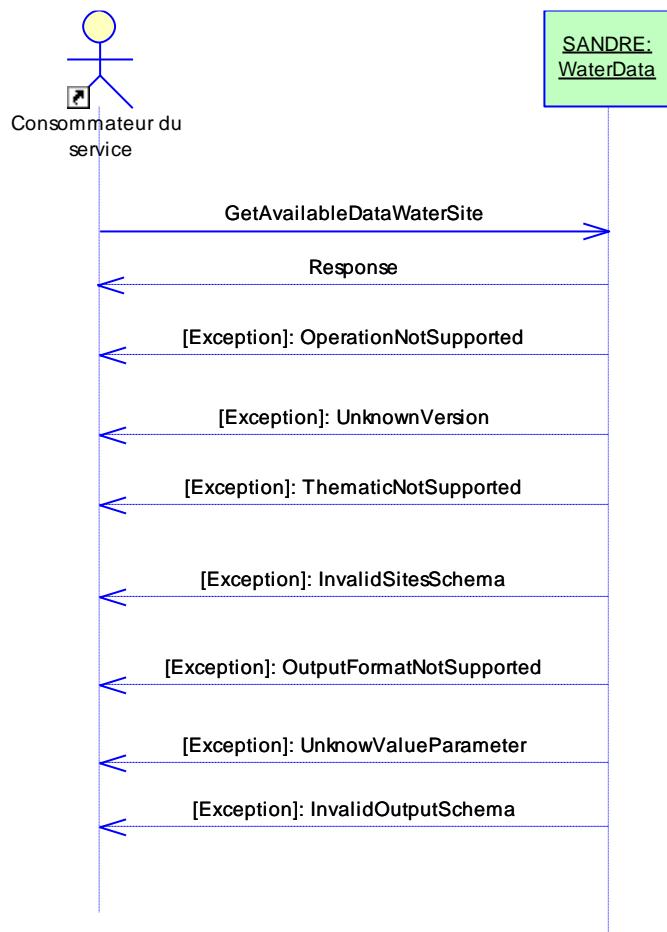 SANDRE:
WaterData
Consommateur du
service
GetAvailableDataWaterSite
Response
[Exception]: OperationNotSupported
[Exception]: UnknownVersion
[Exception]: ThematicNotSupported
[Exception]: InvalidSitesSchema
[Exception]: OutputFormatNotSupported
[Exception]: UnknowValueParameter
[Exception]: InvalidOutputSchema